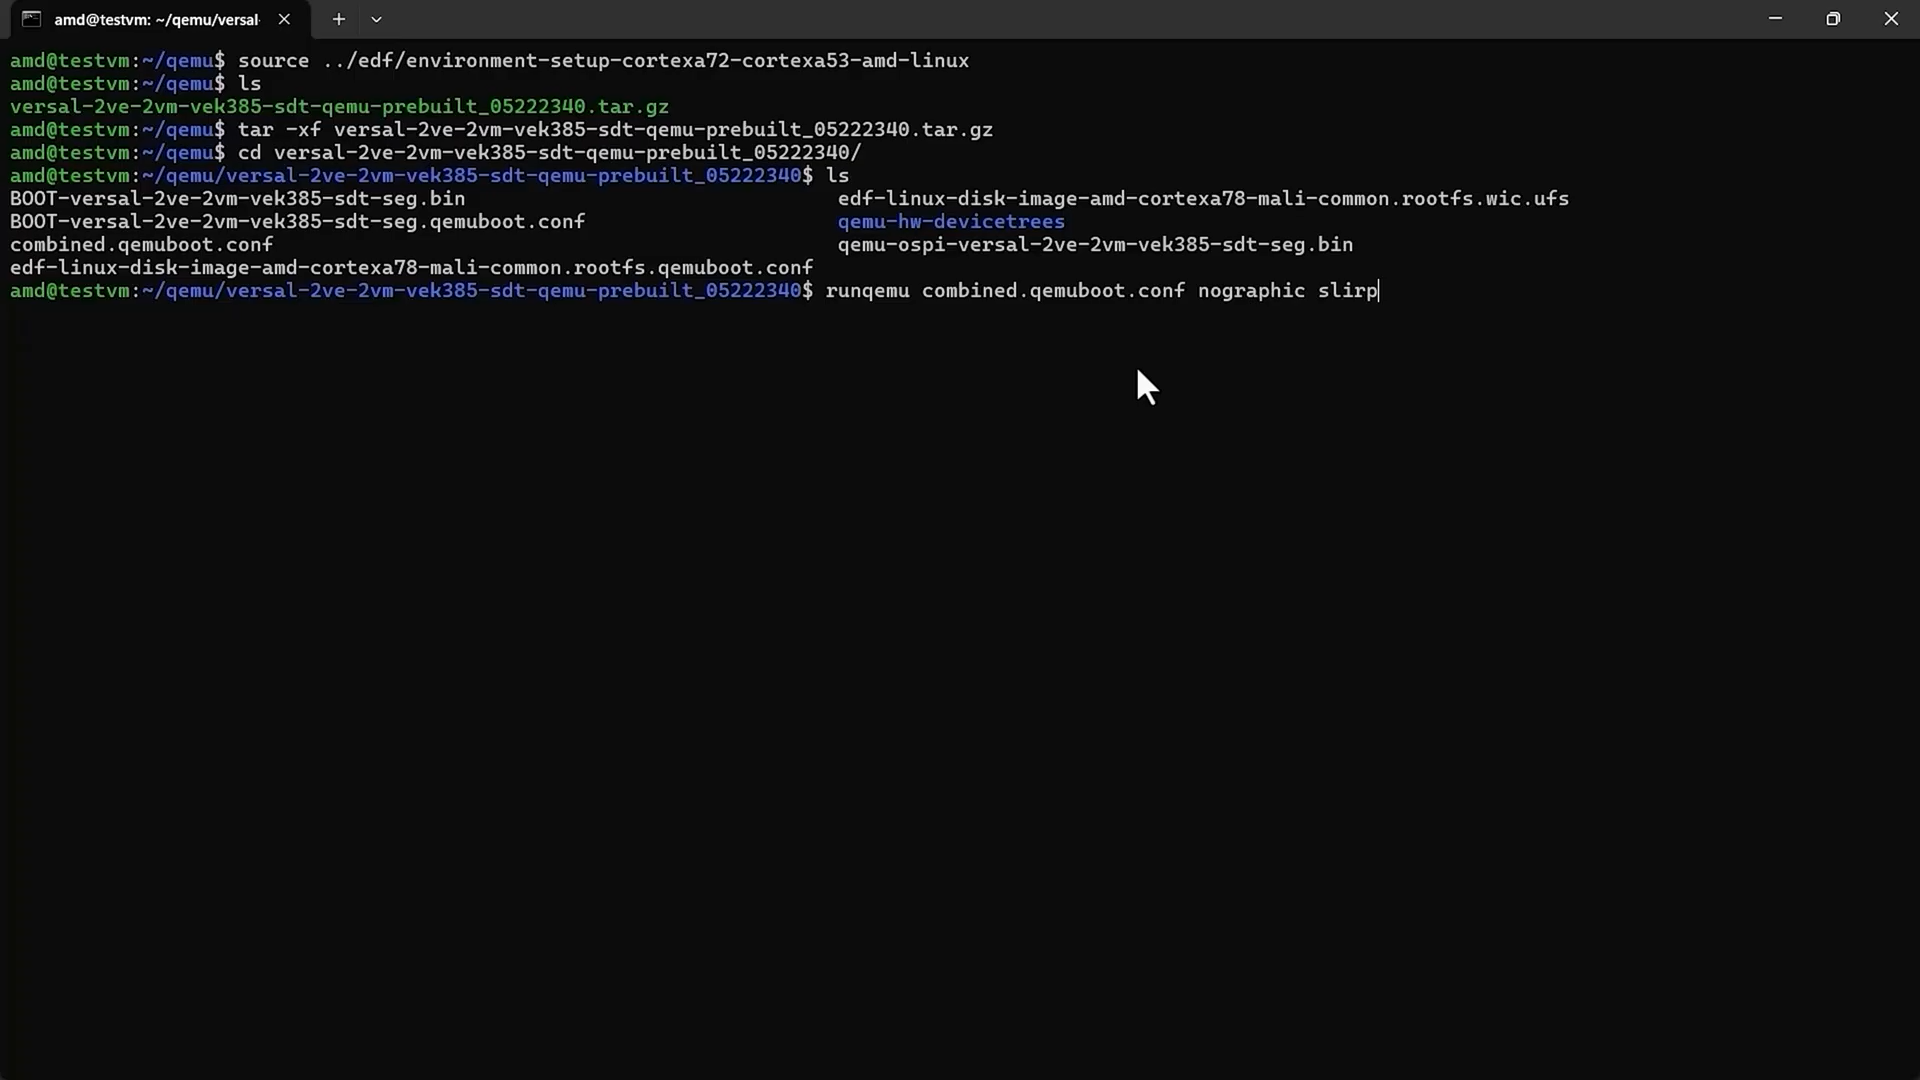 amd@testvm: ~/qemu/versal-
amd@testvm:~/qemu$ source ../edf/environment-setup-cortexa72-cortexa53-amd-linux
amd@testvm:~/qemu$ ls
versal-2ve-2vm-vek385-sdt-qemu-prebuilt_05222340.tar.gz
amd@testvm:~/qemu$ tar -xf versal-2ve-2vm-vek385-sdt-qemu-prebuilt_05222340.tar.gz
amd@testvm:~/qemu$ cd versal-2ve-2vm-vek385-sdt-qemu-prebuilt_05222340/
amd@testvm:~/qemu/versal-2ve-2vm-vek385-sdt-qemu-prebuilt_05222340$ ls
BOOT-versal-2ve-2vm-vek385-sdt-seg.bin edf-linux-disk-image-amd-cortexa78-mali-common.rootfs.wic.ufs
BOOT-versal-2ve-2vm-vek385-sdt-seg.qemuboot.conf qemu-hw-devicetrees
combined.qemuboot.conf qemu-ospi-versal-2ve-2vm-vek385-sdt-seg.bin
edf-linux-disk-image-amd-cortexa78-mali-common.rootfs.qemuboot.conf
amd@testvm:~/qemu/versal-2ve-2vm-vek385-sdt-qemu-prebuilt_05222340$ runqemu combined.qemuboot.conf nographic slirp